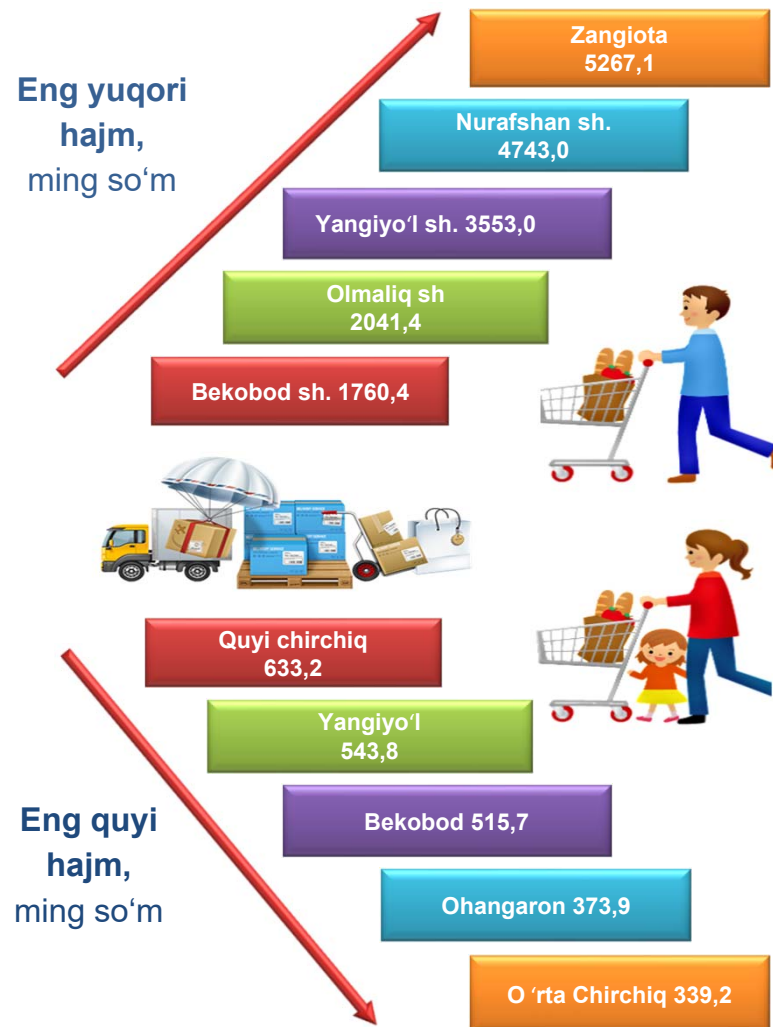 Eng yuqori
hajm,
ming so‘m
Zangiota
5267,1
Nurafshan sh.
4743,0
Yangiyo‘l sh. 3553,0
Olmaliq sh
2041,4
Bekobod sh. 1760,4
Quyi chirchiq
633,2
Yangiyo‘l
543,8
Eng quyi
hajm,
ming so‘m
Bekobod 515,7
Ohangaron 373,9
O ‘rta Chirchiq 339,2